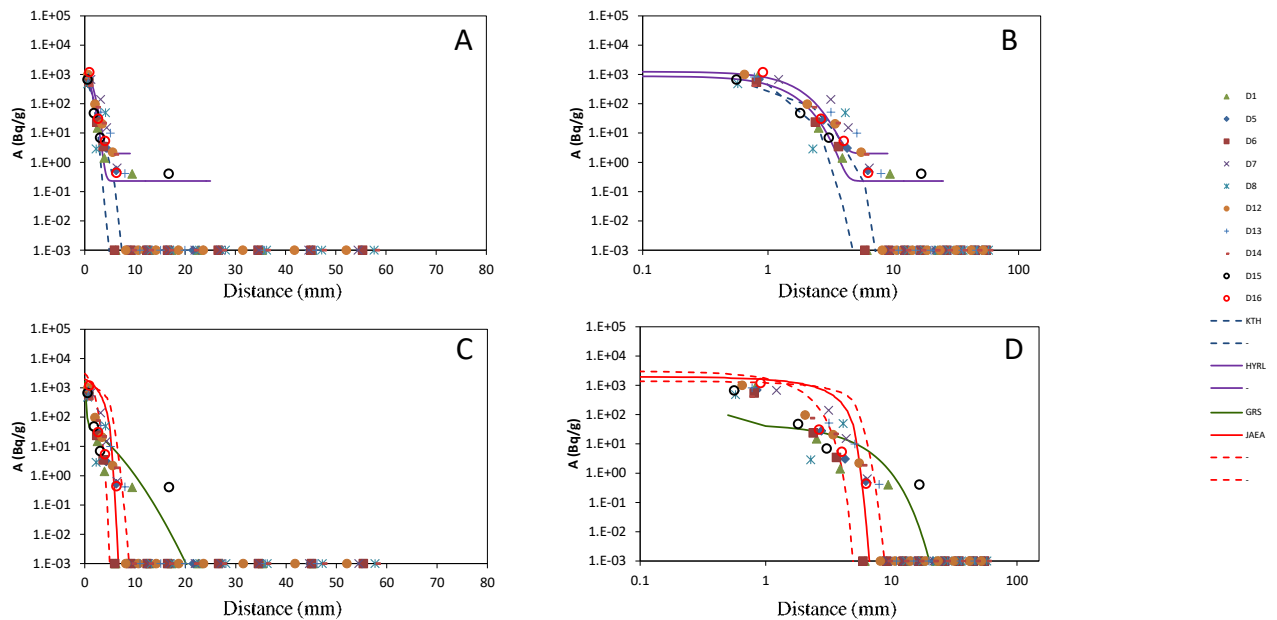 A
A (Bq/g)
1.E+05
1.E+04
1.E+03
1.E+02
1.E+01
1.E+00
1.E-01
1.E-02
1.E-03
0 10 20 30 40 50 60 70 80
Distance (mm)
B
A (Bq/g)
1.E+05
1.E+04
1.E+03
1.E+02
1.E+01
1.E+00
1.E-01
1.E-02
1.E-03
0.1 1 10 100
Distance (mm)
C
A (Bq/g)
1.E+05
1.E+04
1.E+03
1.E+02
1.E+01
1.E+00
1.E-01
1.E-02
1.E-03
0 10 20 30 40 50 60 70 80
Distance (mm)
D
A (Bq/g)
1.E+05
1.E+04
1.E+03
1.E+02
1.E+01
1.E+00
1.E-01
1.E-02
1.E-03
0.1 1 10 100
Distance (mm)
D1
D5
D6
D7
D8
D12
D13
D14
D15
D16
KTH
-
HYRL
-
GRS
JAEA
-
-